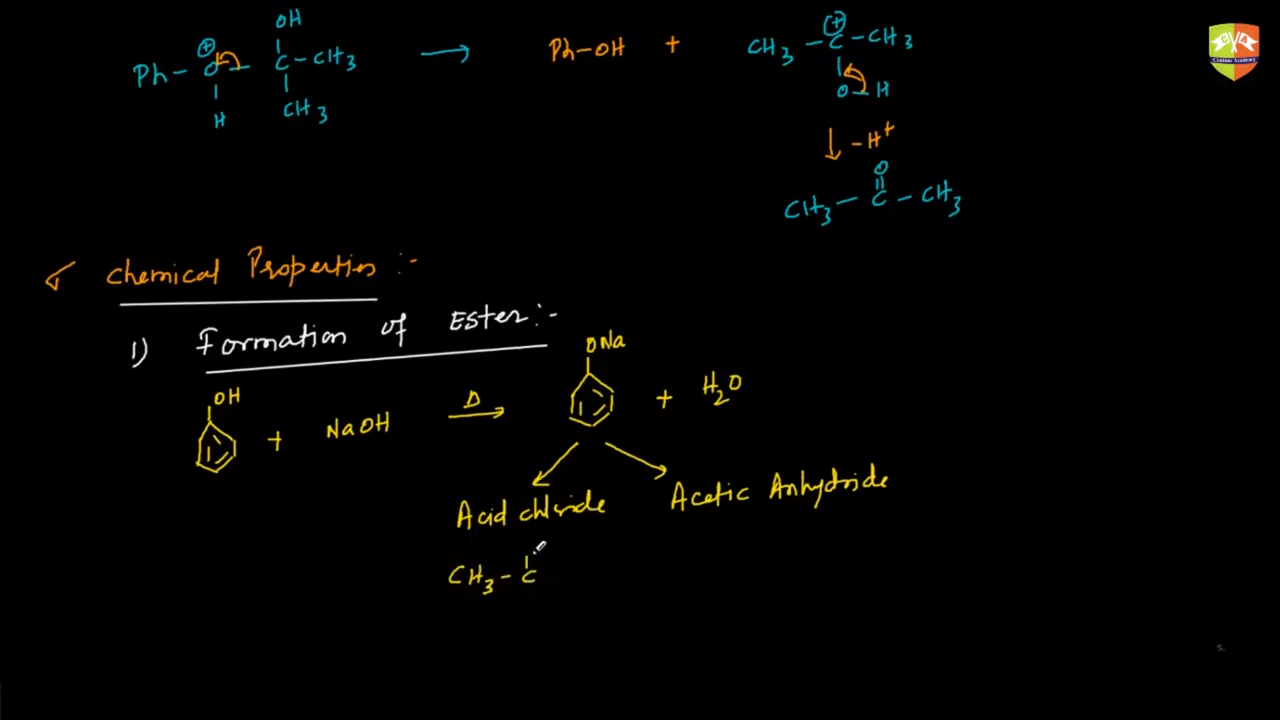 OH
Ph - O⊕ - C - CH3 ⟶ Ph-OH + CH3 - C(+) - CH3
H CH3 O - H
↓ - H+
O
CH3 - C - CH3
Chemical Properties :-
1) Formation of Ester:-
OH + NaOH Δ⟶ ONa + H2O
Acid chloride Acetic Anhydride
CH3 - C